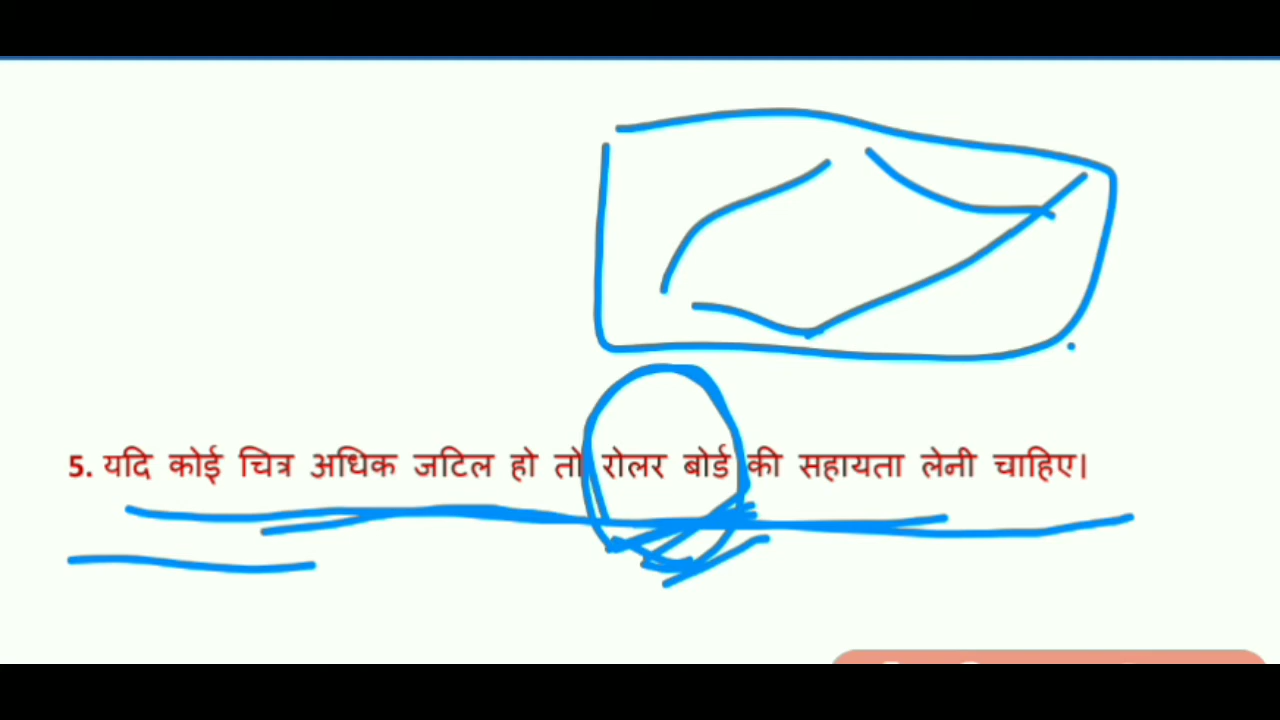 5. यदि कोई चित्र अधिक जटिल हो तो रोलर बोर्ड की सहायता लेनी चाहिए।